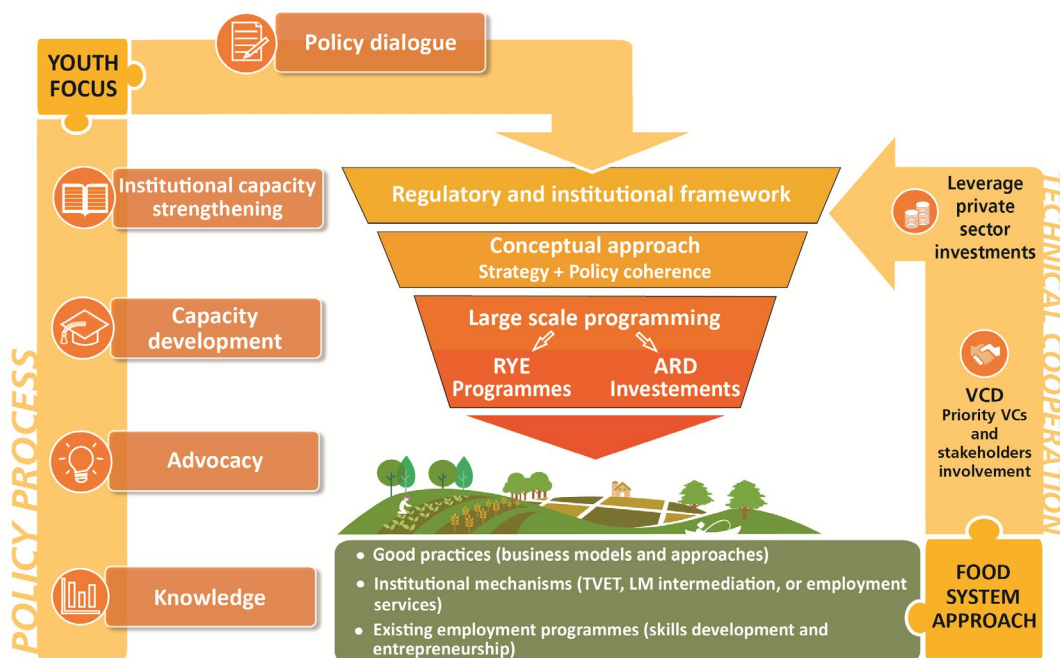 YOUTH
FOCUS
Policy dialogue
POLICY PROCESS
Institutional capacity
strengthening
Capacity
development
Advocacy
Knowledge
Regulatory and institutional framework
Conceptual approach
Strategy + Policy coherence
Large scale programming
RYE
Programmes
ARD
Investements
• Good practices (business models and approaches)
• Institutional mechanisms (TVET, LM intermediation, or employment
services)
• Existing employment programmes (skills development and
entrepreneurship)
TECHNICAL COOPERATION
Leverage
private
sector
investments
VCD
Priority VCs
and
stakeholders
involvement
FOOD
SYSTEM
APPROACH